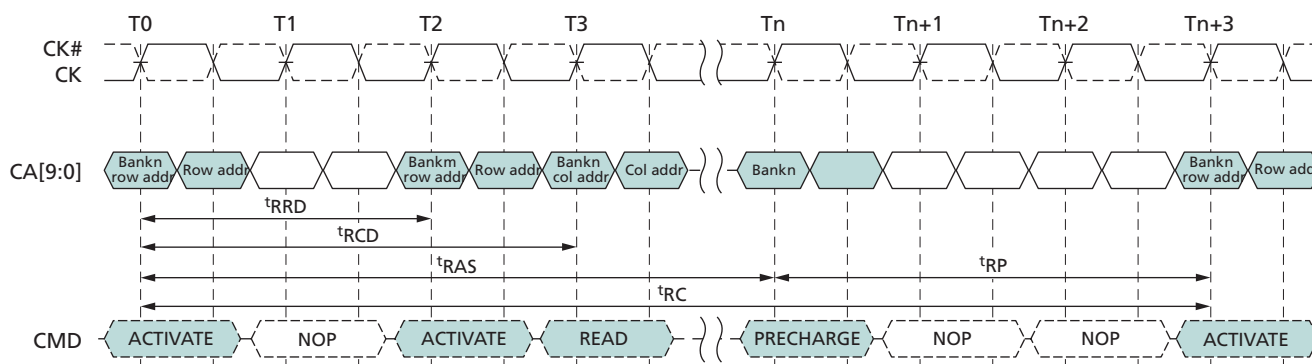 T0 T1 T2 T3 Tn Tn+1 Tn+2 Tn+3
CK#
CK
CA[9:0]
Bankn
row addr
Row addr
Bankm
row addr
Row addr
Bankn
col addr
Col addr
Bankn
Bankn
row addr
Row add
tRRD
tRCD
tRAS
tRP
tRC
CMD ACTIVATE NOP ACTIVATE READ PRECHARGE NOP NOP ACTIVATE